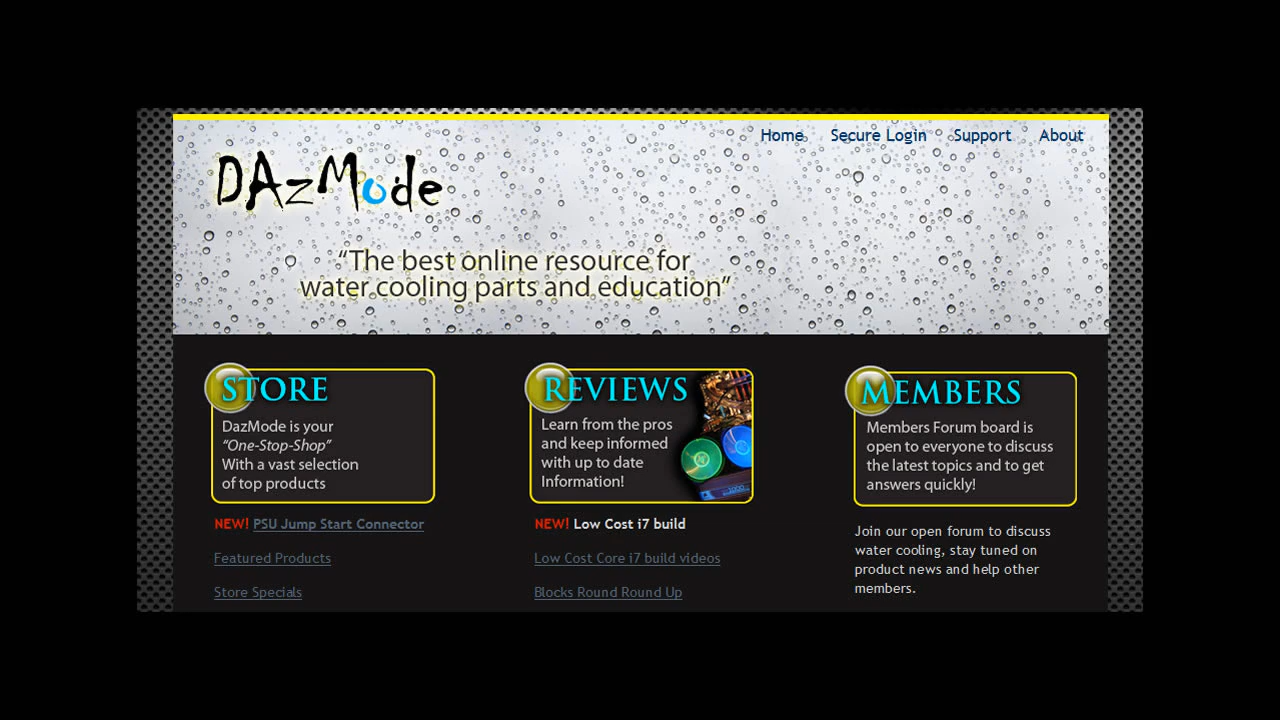 Home Secure Login Support About
DAzMode
“The best online resource for
water cooling parts and education”
STORE
DazMode is your
“One-Stop-Shop”
With a vast selection
of top products
NEW! PSU Jump Start Connector
Featured Products
Store Specials
REVIEWS
Learn from the pros
and keep informed
with up to date
Information!
NEW! Low Cost i7 build
Low Cost Core i7 build videos
Blocks Round Round Up
MEMBERS
Members Forum board is
open to everyone to discuss
the latest topics and to get
answers quickly!
Join our open forum to discuss
water cooling, stay tuned on
product news and help other
members.